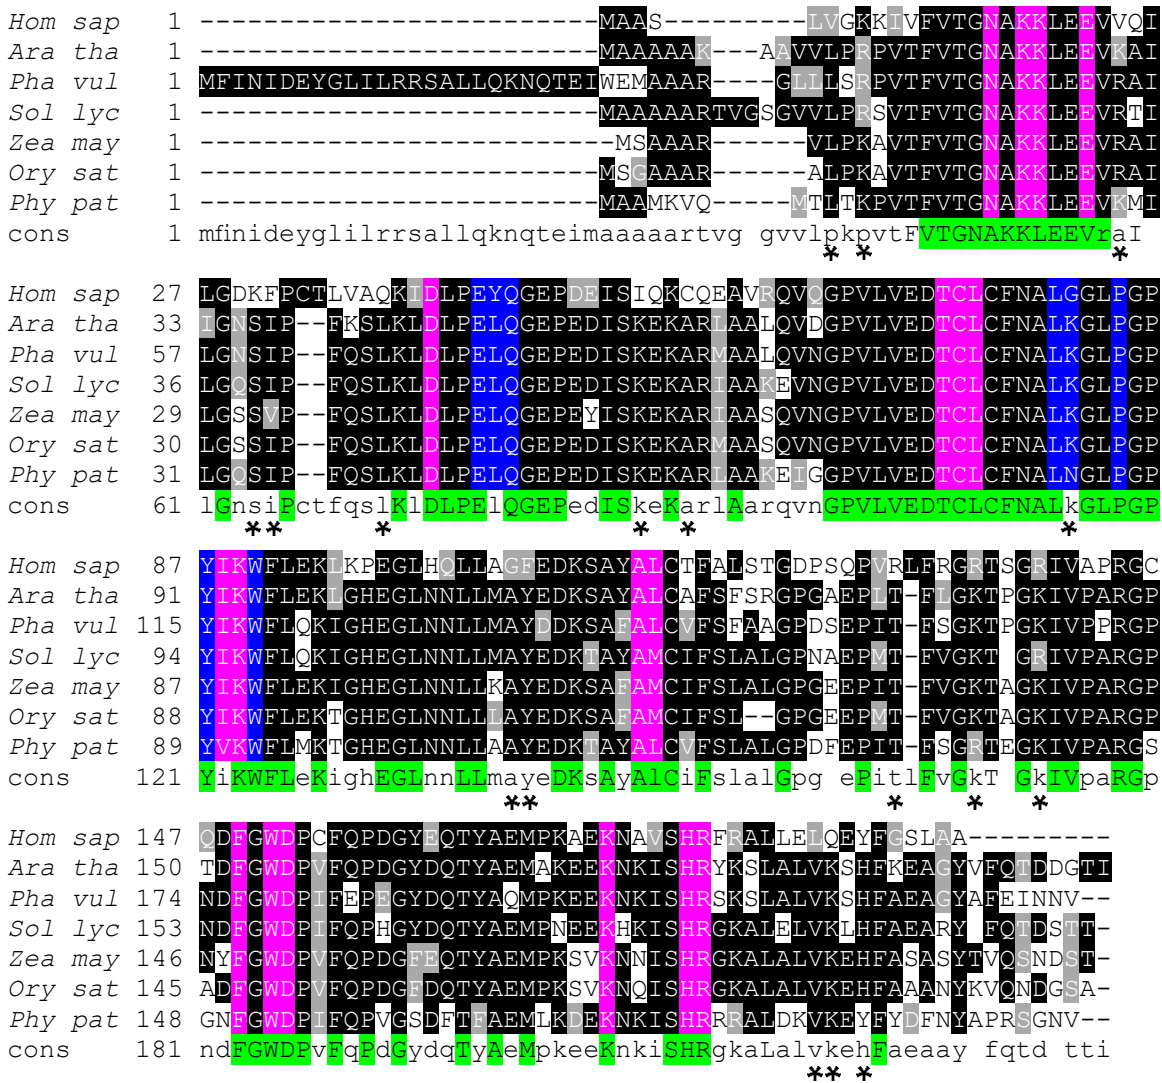 Hom sap 1 -------------------------MAAS---------LVGKKIVFVTGNAKKLEEVVQI
Ara tha 1 -------------------------MAAAAAK---AAVVLPRPVTFVTGNAKKLEEVKAI
Pha vul 1 MFINIDEYGLILRRSALLQKNQTEIWEMAAAR----GLLLSRPVTFVTGNAKKLEEVRAI
Sol lyc 1 -------------------------MAAAAARTVGSGVVLPRSVTFVTGNAKKLEEVRTI
Zea may 1 --------------------------MSAAAR------VLPKAVTFVTGNAKKLEEVRAI
Ory sat 1 -------------------------MSGAAAR------ALPKAVTFVTGNAKKLEEVRAI
Phy pat 1 -------------------------MAAMKVQ-----MTLTKPVTFVTGNAKKLEEVKMI
cons 1 mfinideyglilrrsallqknqteimaaaaartvg gvvlpkpvtFVTGNAKKLEEVraI
* * *
Hom sap 27 LGDKFPCTLVAQKIDLPEYQGEPDEISIQKCQEAVRQVQGPVLVEDTCLCFNALGGLPGP
Ara tha 33 IGNSIP--FKSLKLDLPELQGEPEDISKEKARLAALQVDGPVLVEDTCLCFNALKGLPGP
Pha vul 57 LGNSIP--FQSLKLDLPELQGEPEDISKEKARMAALQVNGPVLVEDTCLCFNALKGLPGP
Sol lyc 36 LGQSIP--FQSLKLDLPELQGEPEDISKEKARIAAKEVNGPVLVEDTCLCFNALKGLPGP
Zea may 29 LGSSVP--FQSLKLDLPELQGEPEYISKEKARIAASQVNGPVLVEDTCLCFNALKGLPGP
Ory sat 30 LGSSIP--FQSLKLDLPELQGEPEDISKEKARMAASQVNGPVLVEDTCLCFNALKGLPGP
Phy pat 31 LGQSIP--FQSLKLDLPELQGEPEDISKEKARLAAKEIGGPVLVEDTCLCFNALNGLPGP
cons 61 lGnsiPctfqslKlDLPElQGEPedISkeKarlAarqvnGPVLVEDTCLCFNALkGLPGP
** * * * *
Hom sap 87 YIKWFLEKLKPEGLHQLLAGFEDKSAYALCTFALSTGDPSQPVRLFRGRTSGRIVAPRGC
Ara tha 91 YIKWFLEKLGHEGLNNLLMAYEDKSAYALCAFSFSRGPGAEPLT-FLGKTPGKIVPARGP
Pha vul 115 YIKWFLQKIGHEGLNNLLMAYDDKSAFALCVFSFAAGPDSEPIT-FSGKTPGKIVPPRGP
Sol lyc 94 YIKWFLQKIGHEGLNNLLMAYEDKTAYAMCIFSLALGPNAEPMT-FVGKT GRIVPARGP
Zea may 87 YIKWFLEKIGHEGLNNLLKAYEDKSAFAMCIFSLALGPGEEPIT-FVGKTAGKIVPARGP
Ory sat 88 YIKWFLEKTGHEGLNNLLLAYEDKSAFAMCIFSL--GPGEEPMT-FVGKTAGKIVPARGP
Phy pat 89 YVKWFLMKTGHEGLNNLLAAYEDKTAYALCVFSLALGPDFEPIT-FSGRTEGKIVPARGS
cons 121 YiKWFLeKighEGLnnLLmayeDKsAyAlCiFslalGpg ePitlFvGkT GkIVpaRGp
** * * *
Hom sap 147 QDFGWDPCFQPDGYEQTYAEMPKAEKNAVSHRFRALLELQEYFGSLAA---------
Ara tha 150 TDFGWDPVFQPDGYDQTYAEMAKEEKNKISHRYKSLALVKSHFKEAGYVFQTDDGTI
Pha vul 174 NDFGWDPIFEPEGYDQTYAQMPKEEKNKISHRSKSLALVKSHFAEAGYAFEINNV--
Sol lyc 153 NDFGWDPIFQPHGYDQTYAEMPNEEKHKISHRGKALELVKLHFAEARY FQTDSTT-
Zea may 146 NYFGWDPVFQPDGFEQTYAEMPKSVKNNISHRGKALALVKEHFASASYTVQSNDST-
Ory sat 145 ADFGWDPVFQPDGFDQTYAEMPKSVKNQISHRGKALALVKEHFAAANYKVQNDGSA-
Phy pat 148 GNFGWDPIFQPVGSDFTFAEMLKDEKNKISHRRRALDKVKEYFYDFNYAPRSGNV--
cons 181 ndFGWDPvFqPdGydqTyAeMpkeeKnkiSHRgkaLalvkehFaeaay fqtd tti
** *